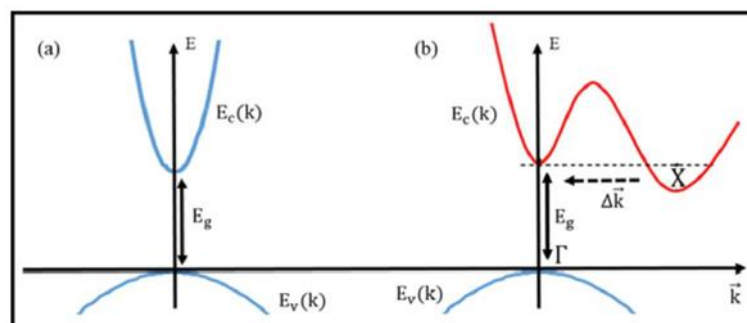 (a)
E
E_c(k)
E_g
E_v(k)
(b)
E
E_c(k)
X
Δk⃗
E_g
Γ
E_v(k)
k⃗